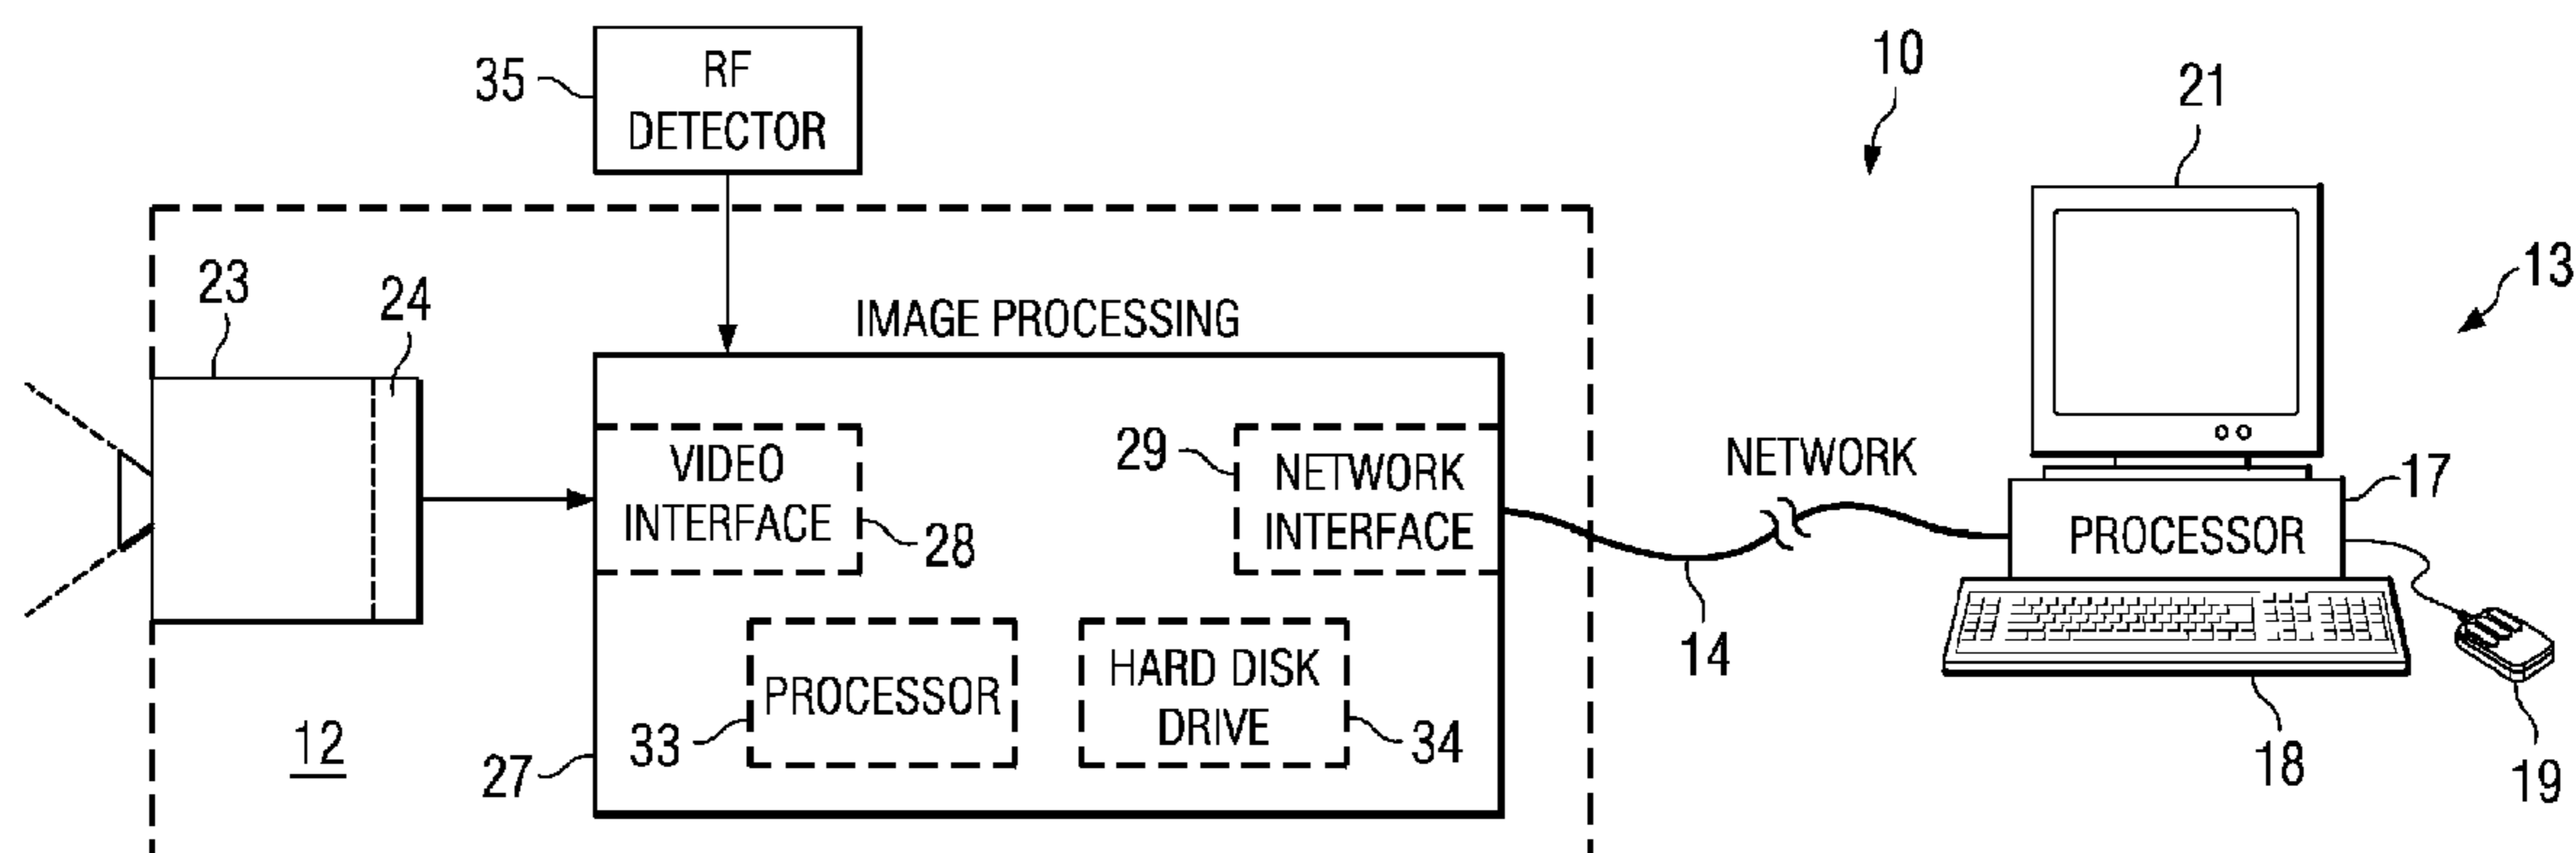 35
RF
DETECTOR
10
21
13
23
24
IMAGE PROCESSING
VIDEO
INTERFACE
28
29
NETWORK
INTERFACE
NETWORK
14
17
PROCESSOR
12
33
PROCESSOR
HARD DISK
DRIVE
34
27
18
19